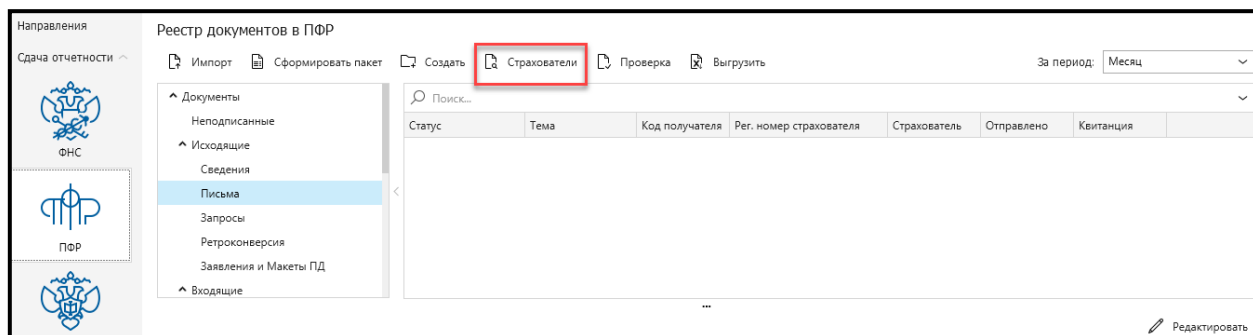 Направления
Реестр документов в ПФР
Сдача отчетности
Импорт Сформировать пакет Создать Страхователи Проверка Выгрузить За период: Месяц
Документы
Поиск...
Неподписанные
Статус Тема Код получателя Рег. номер страхователя Страхователь Отправлено Квитанция
Исходящие
ФНС
Сведения
Письма
Запросы
Ретроконверсия
ПФР
Заявления и Макеты ПД
Входящие
Редактировать